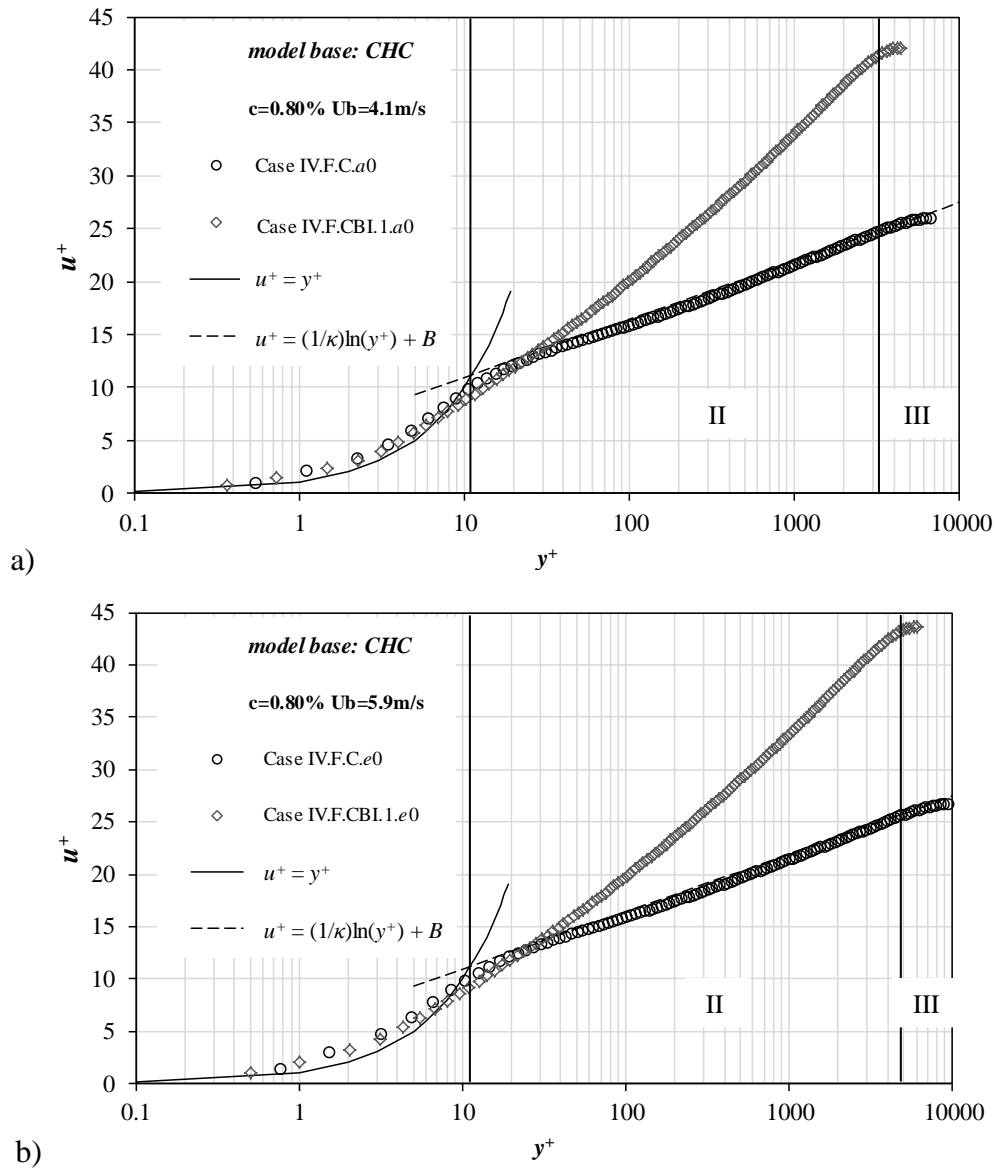 45
40
35
30
25
20
15
10
5
0
u⁺
model base: CHC
c=0.80% Ub=4.1m/s
Case IV.F.C.a0
Case IV.F.CBI.1.a0
u⁺ = y⁺
u⁺ = (1/κ)ln(y⁺) + B
II
III
0.1 1 10 100 1000 10000
y⁺
a)
45
40
35
30
25
20
15
10
5
0
u⁺
model base: CHC
c=0.80% Ub=5.9m/s
Case IV.F.C.e0
Case IV.F.CBI.1.e0
u⁺ = y⁺
u⁺ = (1/κ)ln(y⁺) + B
II
III
0.1 1 10 100 1000 10000
y⁺
b)